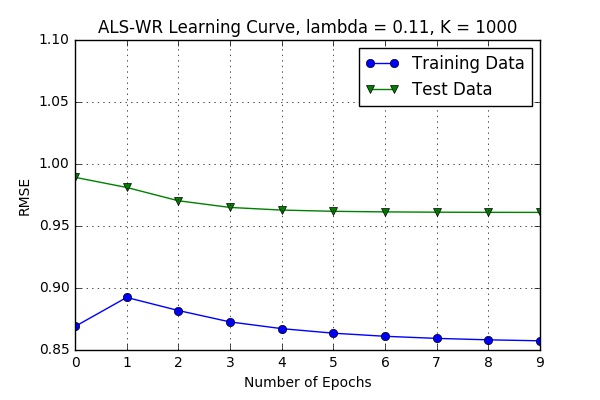 ALS-WR Learning Curve, lambda = 0.11, K = 1000
1.10
1.05
1.00
0.95
0.90
0.85
RMSE
Training Data
Test Data
0 1 2 3 4 5 6 7 8 9
Number of Epochs